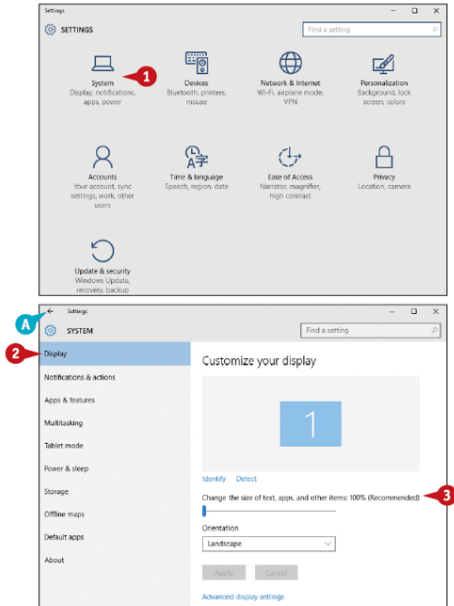 Settings
SETTINGS
Find a setting
System
Display, notifications,
apps, power
1
Devices
Bluetooth, printers,
mouse
Network & Internet
Wi-Fi, airplane mode,
VPN
Personalization
Background, lock
screen, colors
Accounts
Your account, sync
settings, work, other
users
Time & language
Speech, region, date
Ease of Access
Narrator, magnifier,
high contrast
Privacy
Location, camera
Update & security
Windows Update,
recovery, backup
A
Settings
SYSTEM
Find a setting
2
Display
Notifications & actions
Apps & features
Multitasking
Tablet mode
Power & sleep
Storage
Offline maps
Default apps
About
Customize your display
1
Identify Detect
Change the size of text, apps, and other items: 100% (Recommended)
3
Orientation
Landscape
Apply Cancel
Advanced display settings